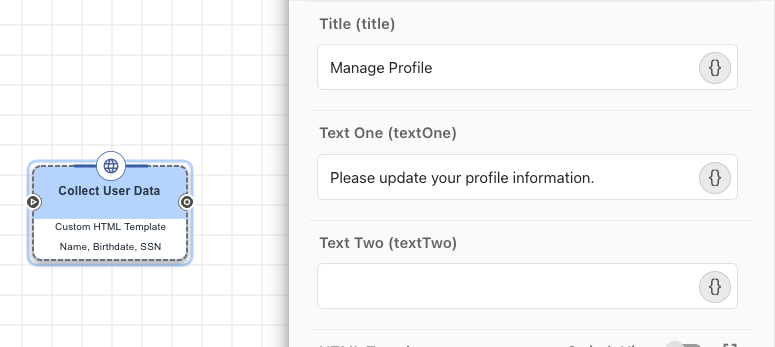 Title (title)
Manage Profile
{}
Text One (textOne)
Please update your profile information.
{}
Text Two (textTwo)
{}
Collect User Data
Custom HTML Template
Name, Birthdate, SSN